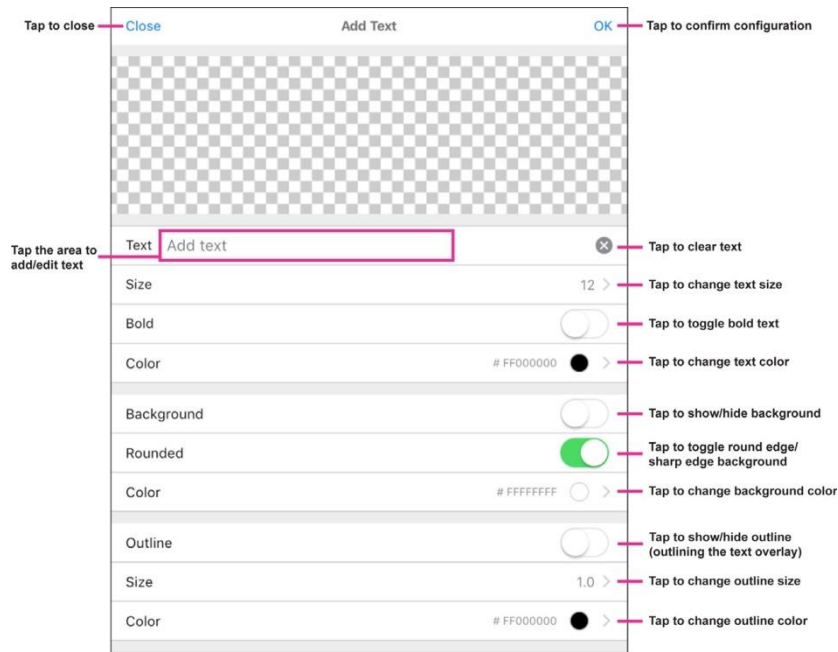 Tap to close
Close
Add Text
OK
Tap to confirm configuration
Tap the area to
add/edit text
Text
Add text
Tap to clear text
Size
12
Tap to change text size
Bold
Tap to toggle bold text
Color
# FF000000
Tap to change text color
Background
Tap to show/hide background
Rounded
Tap to toggle round edge/
sharp edge background
Color
# FFFFFFFF
Tap to change background color
Outline
Tap to show/hide outline
(outlining the text overlay)
Size
1.0
Tap to change outline size
Color
# FF000000
Tap to change outline color